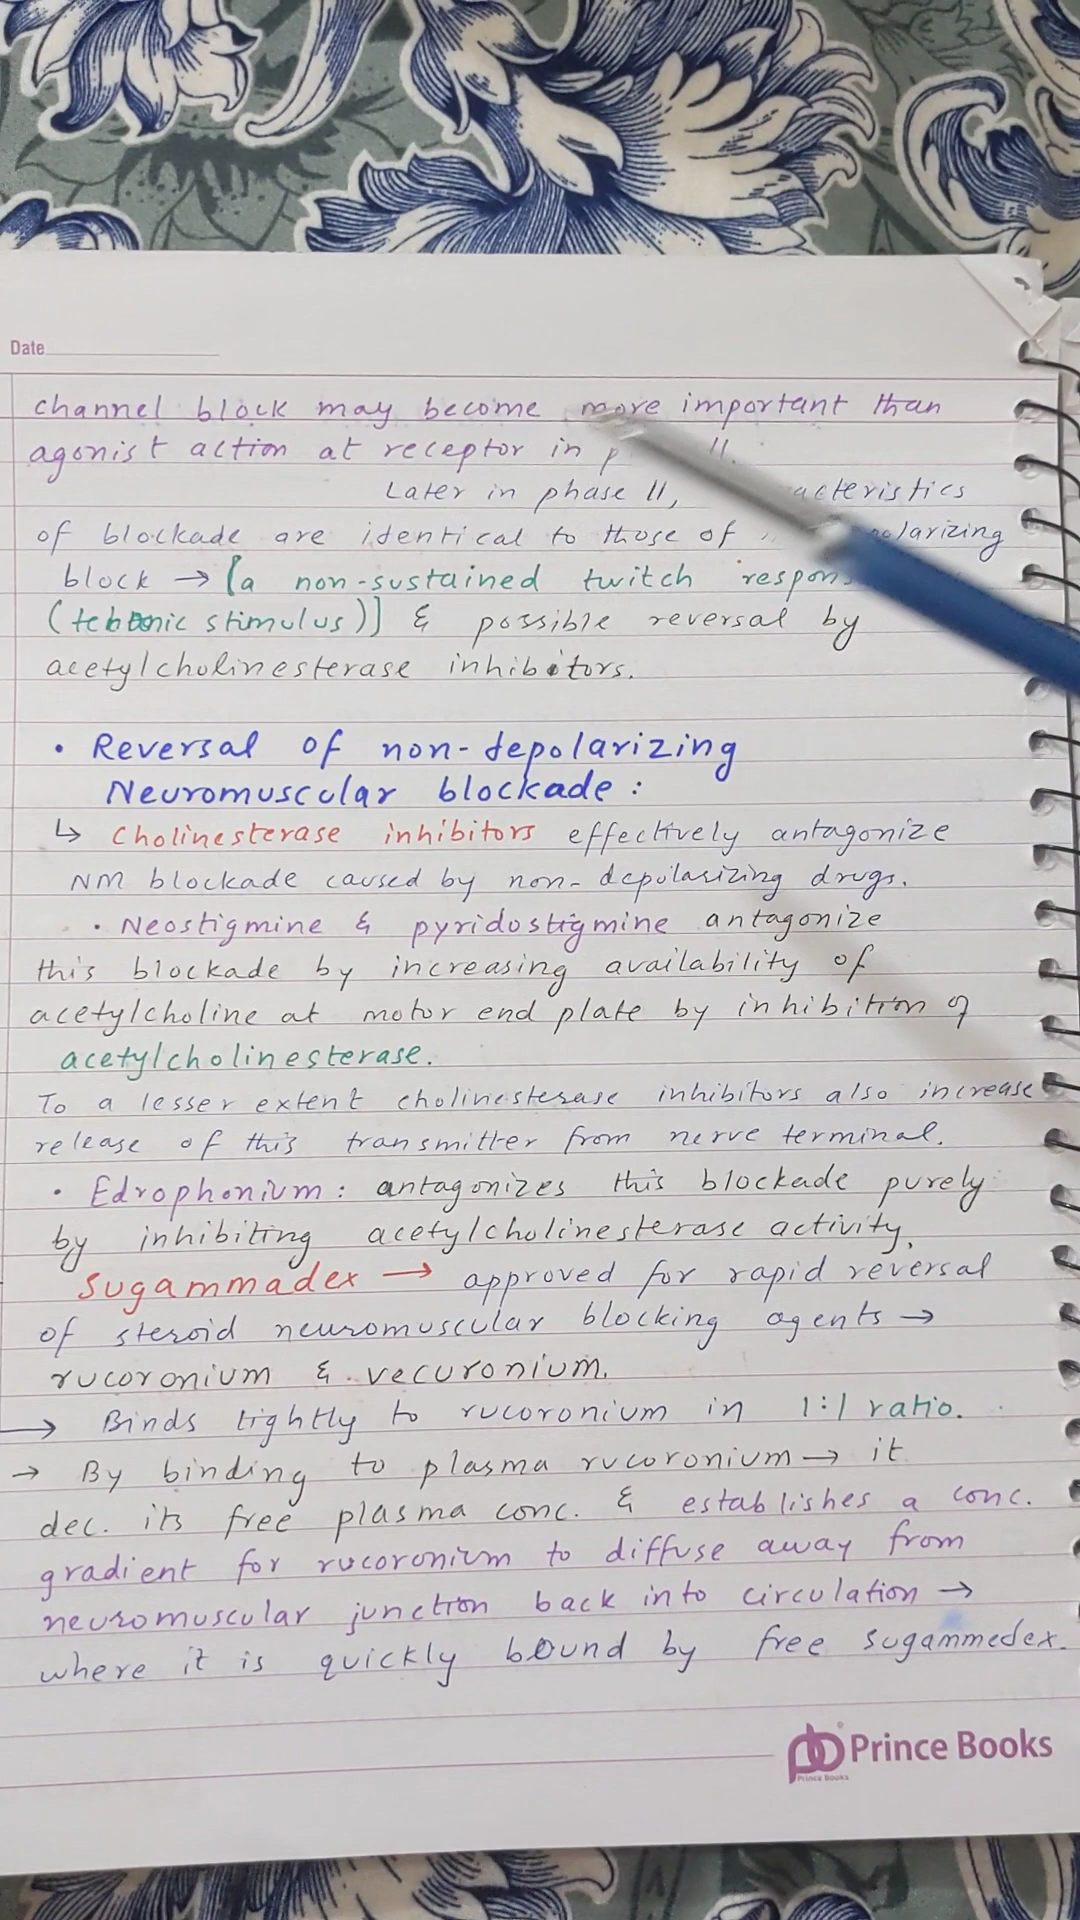 Date
channel block may become more important than
agonist action at receptor in p II.
Later in phase II,
of blockade are identical to those of
block → [a non-sustained twitch
(tebtonic stimulus)] & possible reversal by
acetylcholinesterase inhibitors.
• Reversal of non-depolarizing
Neuromuscular blockade:
↳ cholinesterase inhibitors effectively antagonize
NM blockade caused by non-depolarizing drugs.
• Neostigmine & pyridostigmine antagonize
this blockade by increasing availability of
acetylcholine at motor end plate by inhibition of
acetylcholinesterase.
To a lesser extent cholinesterase inhibitors also increase
release of this transmitter from nerve terminal.
• Edrophonium: antagonizes this blockade purely
by inhibiting acetylcholinesterase activity.
Sugammadex → approved for rapid reversal
of steroid neuromuscular blocking agents →
rucoronium & vecuronium.
→ Binds tightly to rucoronium in 1:1 ratio.
→ By binding to plasma rucoronium → it
dec. its free plasma conc. & establishes a conc.
gradient for rucoronium to diffuse away from
neuromuscular junction back into circulation →
where it is quickly bound by free sugammedex.
Prince Books
Prince Books